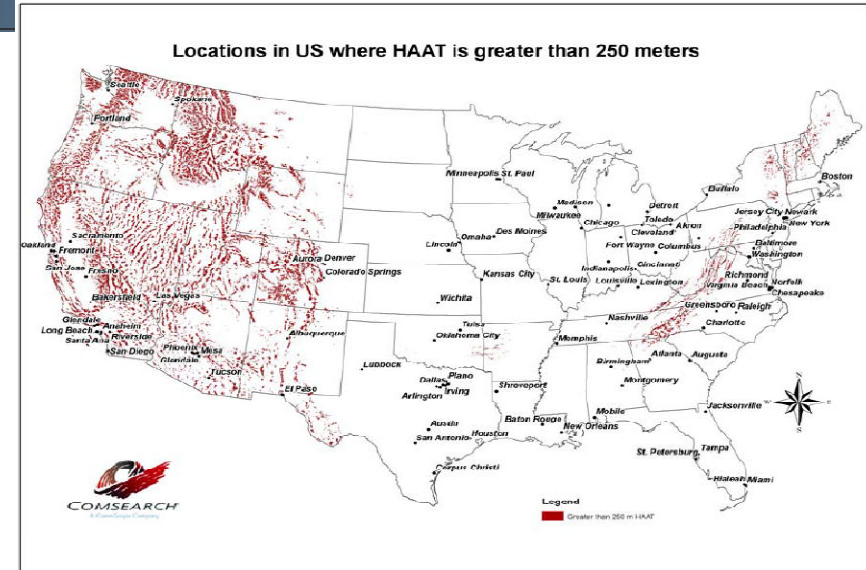 Locations in US where HAAT is greater than 250 meters
Seattle
Spokane
Portland
Minneapolis St. Paul
Boston
Buffalo
Madison
Milwaukee
Detroit
Toledo
Chicago
Cleveland
Akron
Jersey City
Newark
New York
Philadelphia
Sacramento
Oakland
Fremont
San Jose
Fresno
Aurora
Denver
Colorado Springs
Lincoln
Omaha
Des Moines
Fort Wayne
Columbus
Baltimore
Washington
Indianapolis
Cincinnati
Kansas City
St. Louis
Louisville
Lexington
Richmond
Virginia Beach
Norfolk
Chesapeake
Bakersfield
Las Vegas
Wichita
Greensboro
Raleigh
Glendale
Long Beach
Anaheim
Riverside
Santa Ana
San Diego
Albuquerque
Tulsa
Oklahoma City
Nashville
Memphis
Charlotte
Phoenix
Mesa
Glendale
Tucson
Lubbock
Birmingham
Atlanta
Augusta
El Paso
Plano
Dallas
Irving
Arlington
Shreveport
Montgomery
Jacksonville
Austin
San Antonio
Houston
Baton Rouge
New Orleans
Mobile
St. Petersburg
Tampa
Corpus Christi
Hialeah
Miami
N
W
E
S
COMSEARCH
A CommScope Company
Legend
Greater than 250 m HAAT